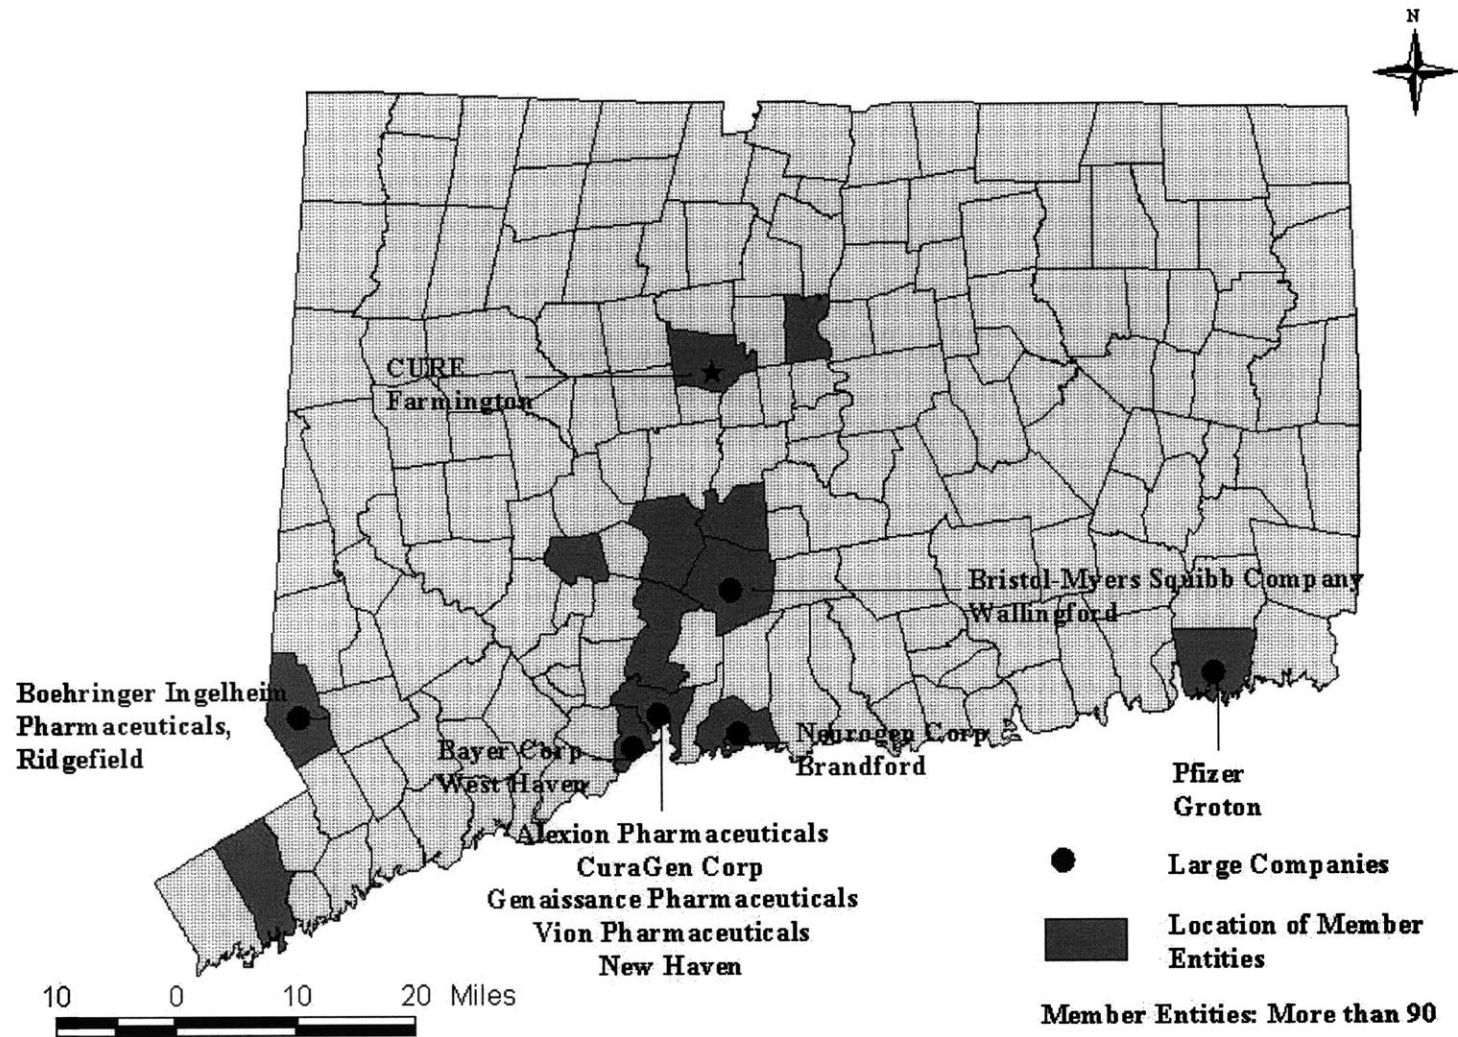 N
CURE
Farmington
Bristol-Myers Squibb Company
Wallingford
Boehringer Ingelheim
Pharmaceuticals,
Ridgefield
Bayer Corp
West Haven
Neurogen Corp
Brandford
Pfizer
Groton
Alexion Pharmaceuticals
CuraGen Corp
Genaissance Pharmaceuticals
Vion Pharmaceuticals
New Haven
Large Companies
Location of Member
Entities
10 0 10 20 Miles
Member Entities: More than 90